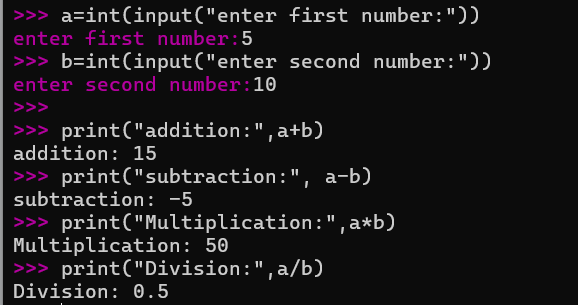 >>> a=int(input("enter first number:"))
enter first number:5
>>> b=int(input("enter second number:"))
enter second number:10
>>>
>>> print("addition:",a+b)
addition: 15
>>> print("subtraction:", a-b)
subtraction: -5
>>> print("Multiplication:",a*b)
Multiplication: 50
>>> print("Division:",a/b)
Division: 0.5